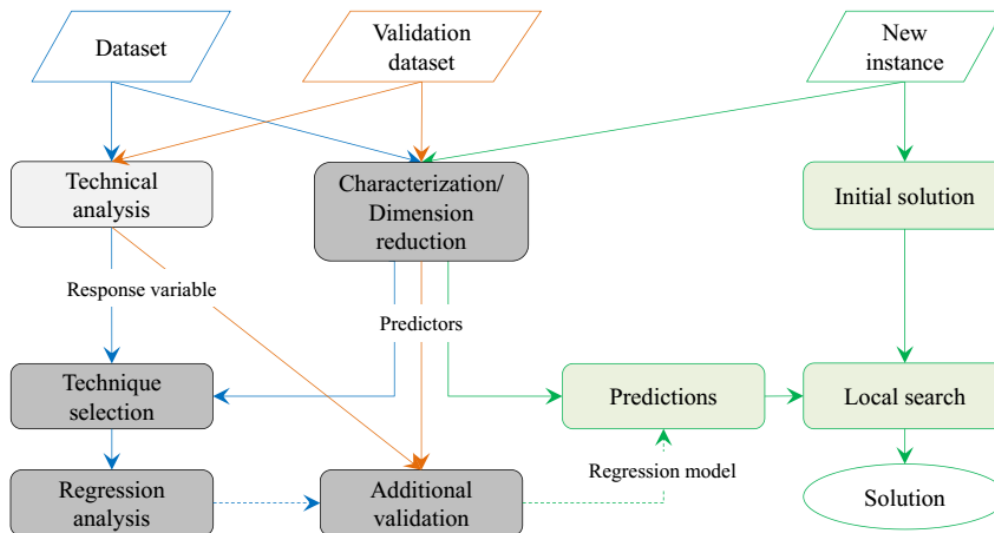 Dataset
Validation
dataset
New
instance
Technical
analysis
Characterization/
Dimension
reduction
Initial solution
Response variable
Predictors
Technique
selection
Predictions
Local search
Regression
analysis
Additional
validation
Regression model
Solution